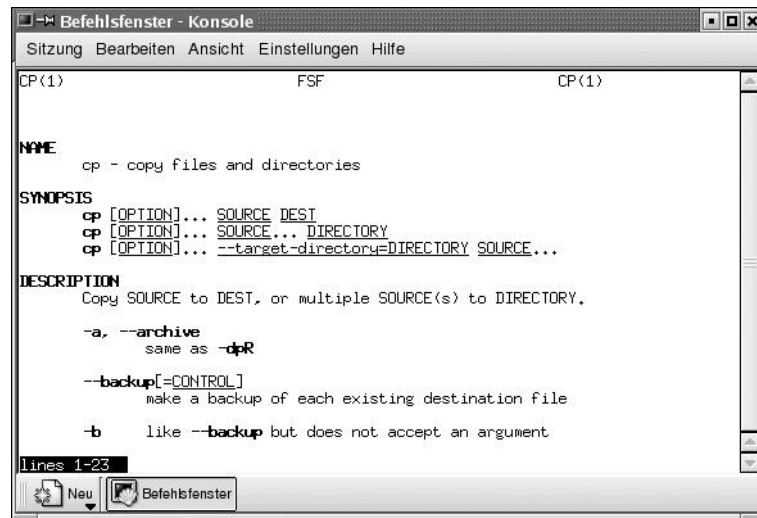 Befehlsfenster - Konsole
Sitzung Bearbeiten Ansicht Einstellungen Hilfe
CP(1) FSF CP(1)
NAME
cp - copy files and directories
SYNOPSIS
cp [OPTION]... SOURCE DEST
cp [OPTION]... SOURCE... DIRECTORY
cp [OPTION]... --target-directory=DIRECTORY SOURCE...
DESCRIPTION
Copy SOURCE to DEST, or multiple SOURCE(s) to DIRECTORY.
-a, --archive
same as -dpR
--backup[=CONTROL]
make a backup of each existing destination file
-b like --backup but does not accept an argument
lines 1-23
Neu Befehlsfenster